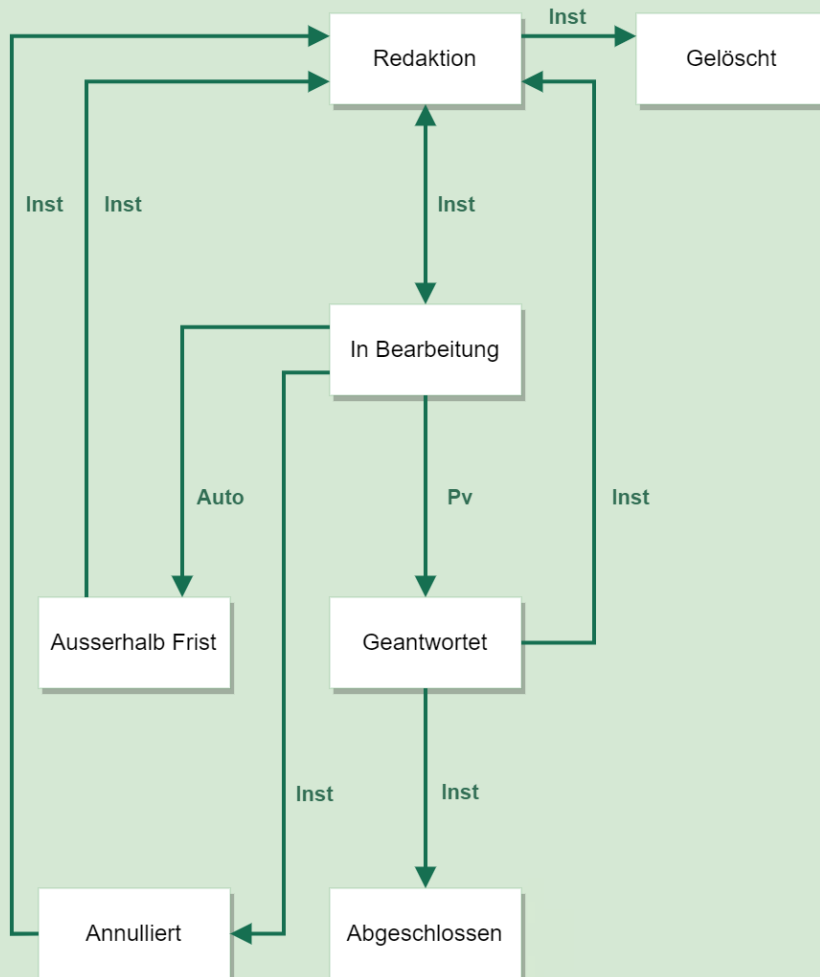 Inst
Redaktion
Gelöscht
Inst
Inst
Inst
In Bearbeitung
Auto
Pv
Inst
Ausserhalb Frist
Geantwortet
Inst
Inst
Annulliert
Abgeschlossen